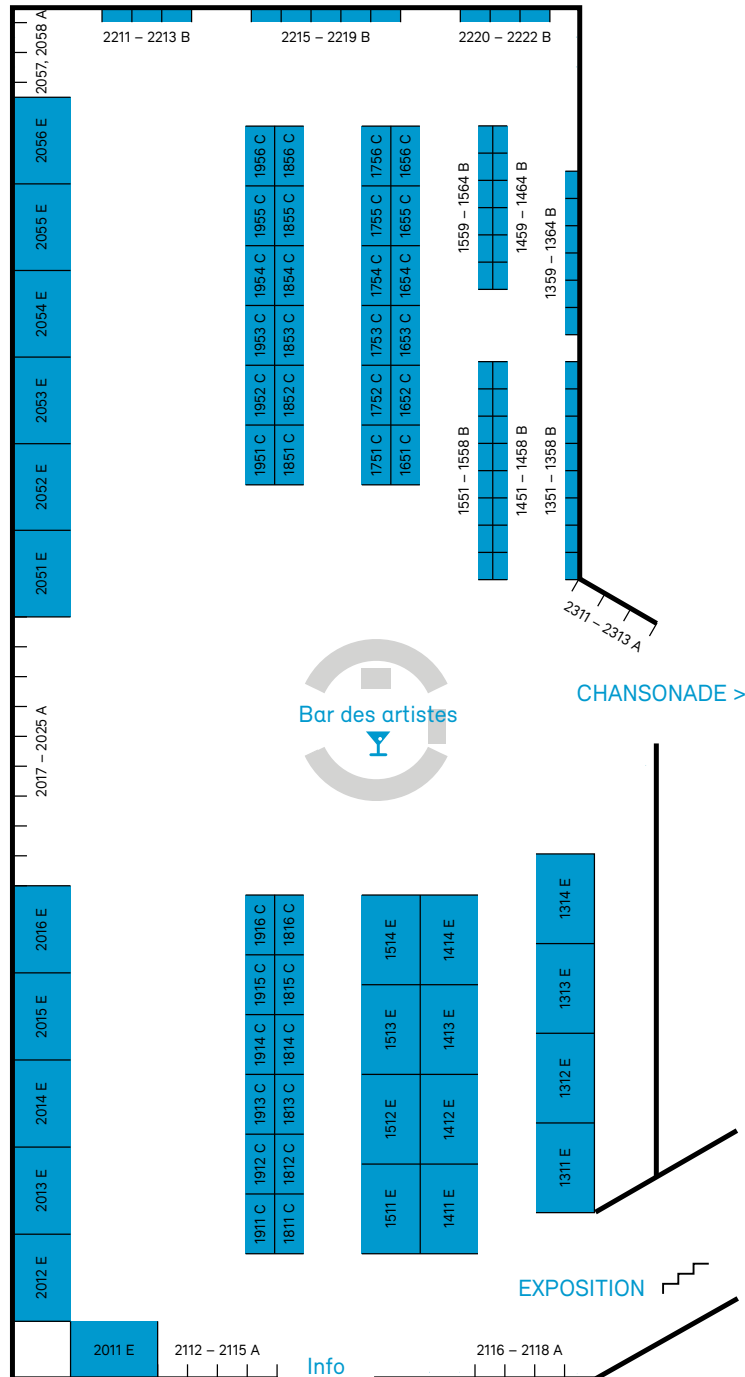 2211 – 2213 B
2215 – 2219 B
2220 – 2222 B
2057, 2058 A
2056 E
2055 E
2054 E
2053 E
2052 E
2051 E
1956 C
1856 C
1955 C
1855 C
1954 C
1854 C
1953 C
1853 C
1952 C
1852 C
1951 C
1851 C
1756 C
1656 C
1755 C
1655 C
1754 C
1654 C
1753 C
1653 C
1752 C
1652 C
1751 C
1651 C
1559 – 1564 B
1459 – 1464 B
1359 – 1364 B
1551 – 1558 B
1451 – 1458 B
1351 – 1358 B
2311 – 2313 A
CHANSONADE >
Bar des artistes
2017 – 2025 A
2016 E
2015 E
2014 E
2013 E
2012 E
1916 C
1816 C
1915 C
1815 C
1914 C
1814 C
1913 C
1813 C
1912 C
1812 C
1911 C
1811 C
1514 E
1414 E
1513 E
1413 E
1512 E
1412 E
1511 E
1411 E
1314 E
1313 E
1312 E
1311 E
EXPOSITION
2011 E
2112 – 2115 A
Info
2116 – 2118 A